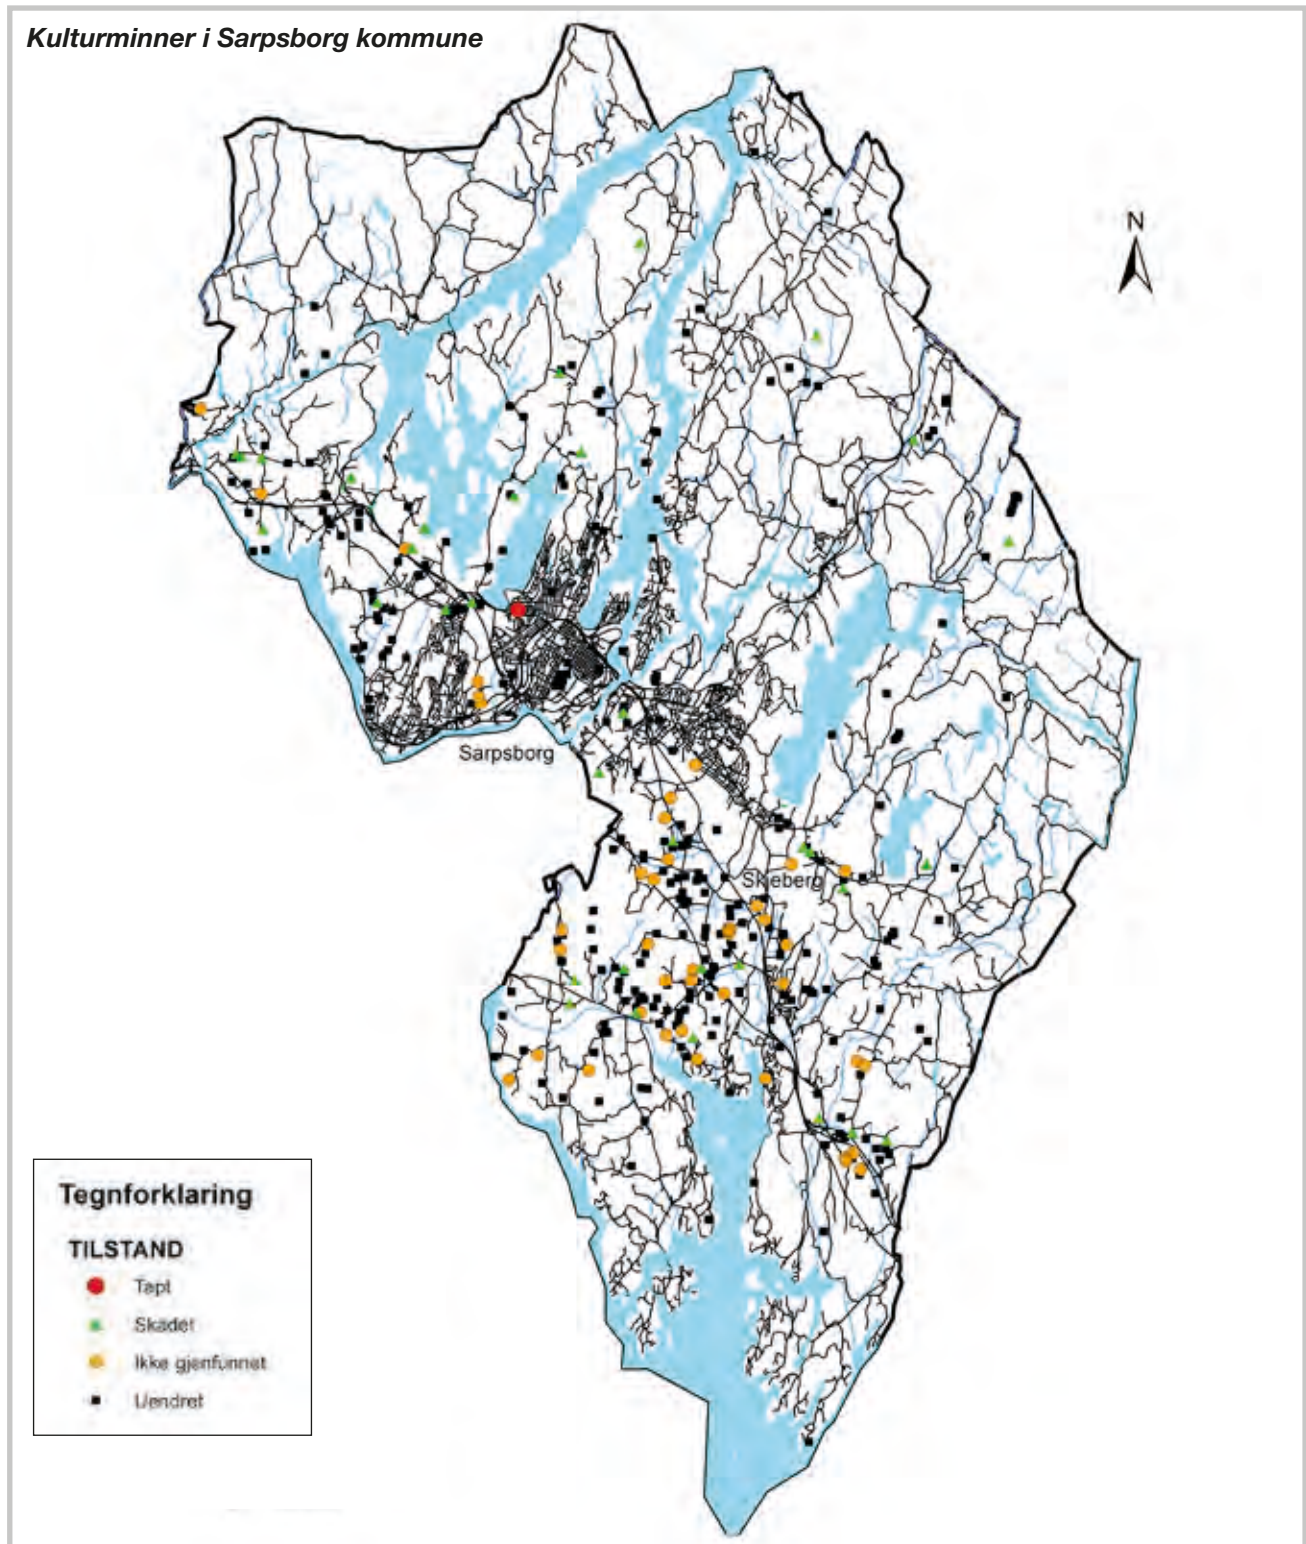 Kulturminner i Sarpsborg kommune
N
Sarpsborg
Skjeberg
Tegnforklaring
TILSTAND
Tapt
Skadet
Ikke gjenfunnet
Uendret